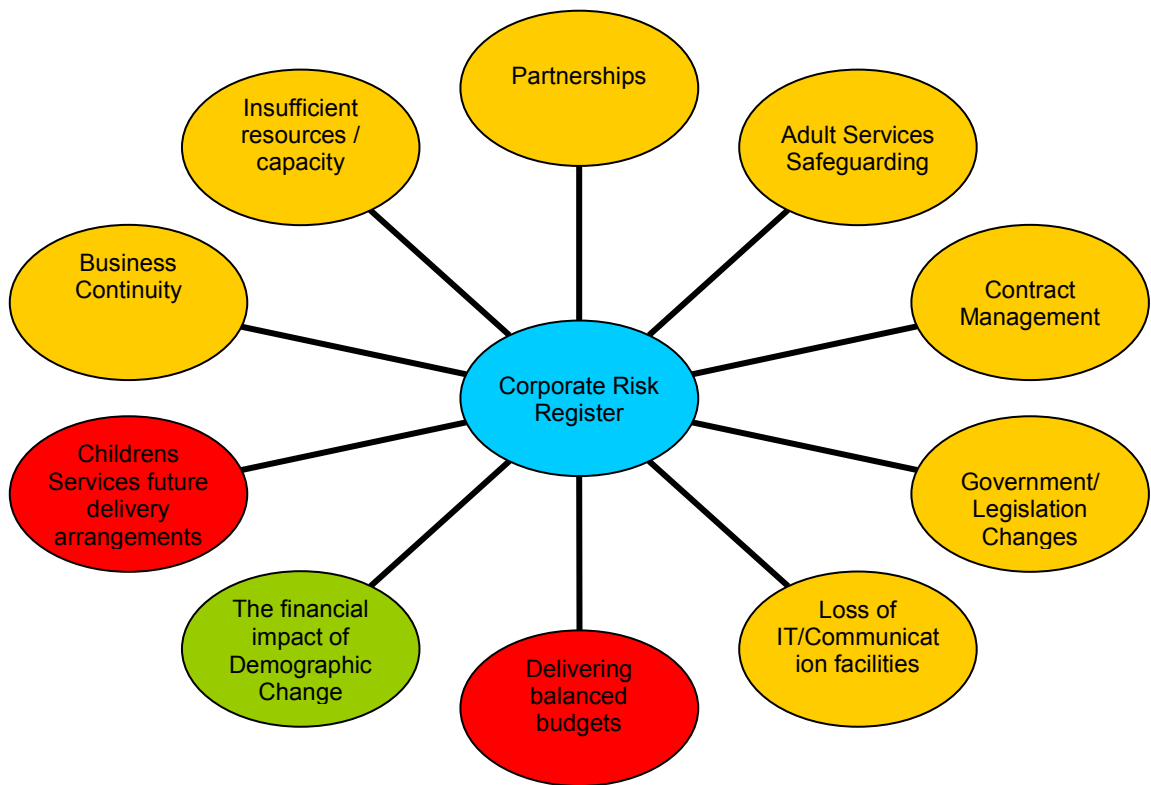 Partnerships
Insufficient
resources /
capacity
Adult Services
Safeguarding
Business
Continuity
Contract
Management
Corporate Risk
Register
Childrens
Services future
delivery
arrangements
Government/
Legislation
Changes
The financial
impact of
Demographic
Change
Loss of
IT/Communicat
ion facilities
Delivering
balanced
budgets